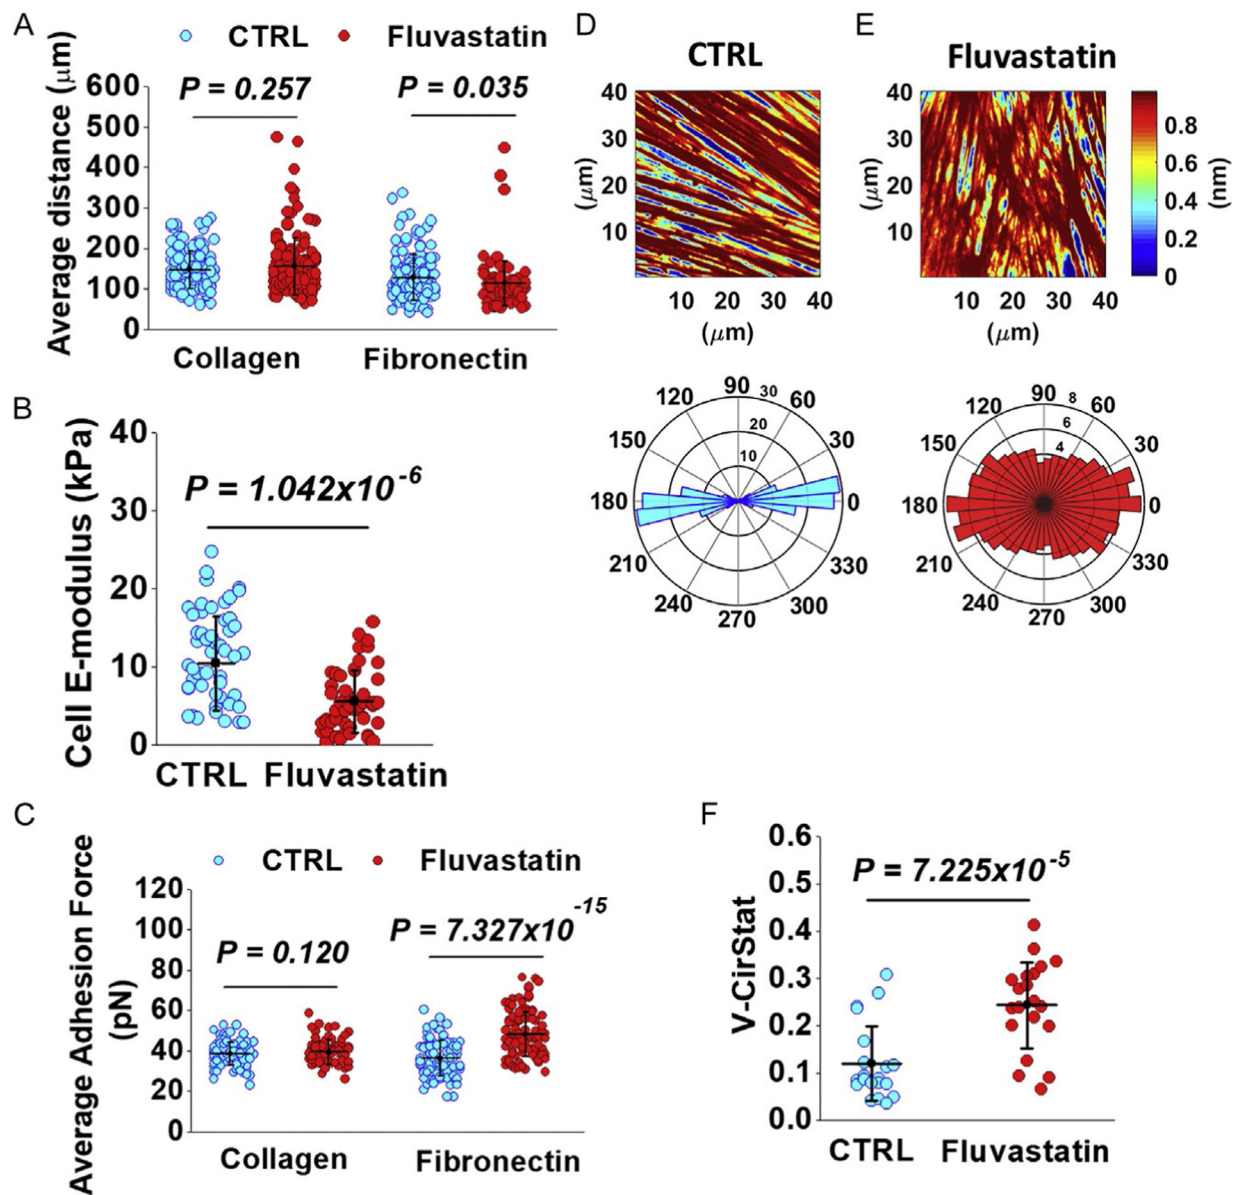 A
CTRL
Fluvastatin
Average distance (μm)
P = 0.257
P = 0.035
600
500
400
300
200
100
0
Collagen
Fibronectin
B
Cell E-modulus (kPa)
P = 1.042x10-6
40
30
20
10
0
CTRL
Fluvastatin
C
Average Adhesion Force
(pN)
CTRL
Fluvastatin
P = 0.120
P = 7.327x10-15
120
100
80
60
40
20
0
Collagen
Fibronectin
D
CTRL
(μm)
40
30
20
10
10 20 30 40
(μm)
90
30
60
120
20
150
10
30
180
0
210
330
240
300
270
E
Fluvastatin
(μm)
40
30
20
10
10 20 30 40
(μm)
0.8
0.6
0.4
0.2
0
(nm)
90
8
60
120
6
150
4
30
180
0
210
330
240
300
270
F
V-CirStat
P = 7.225x10-5
0.6
0.5
0.4
0.3
0.2
0.1
0.0
CTRL
Fluvastatin